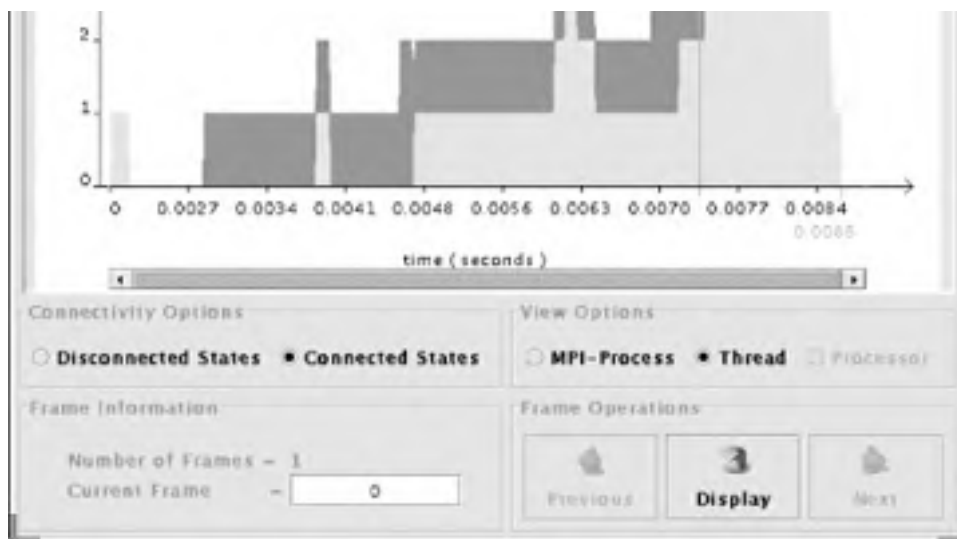 2
1
0
0 0.0027 0.0034 0.0041 0.0048 0.0056 0.0063 0.0070 0.0077 0.0084
0.0085
time ( seconds )
Connectivity Options
View Options
Disconnected States Connected States
MPI-Process Thread Processor
Frame Information
Frame Operations
Number of Frames - 1
Current Frame - 0
Previous Display Next